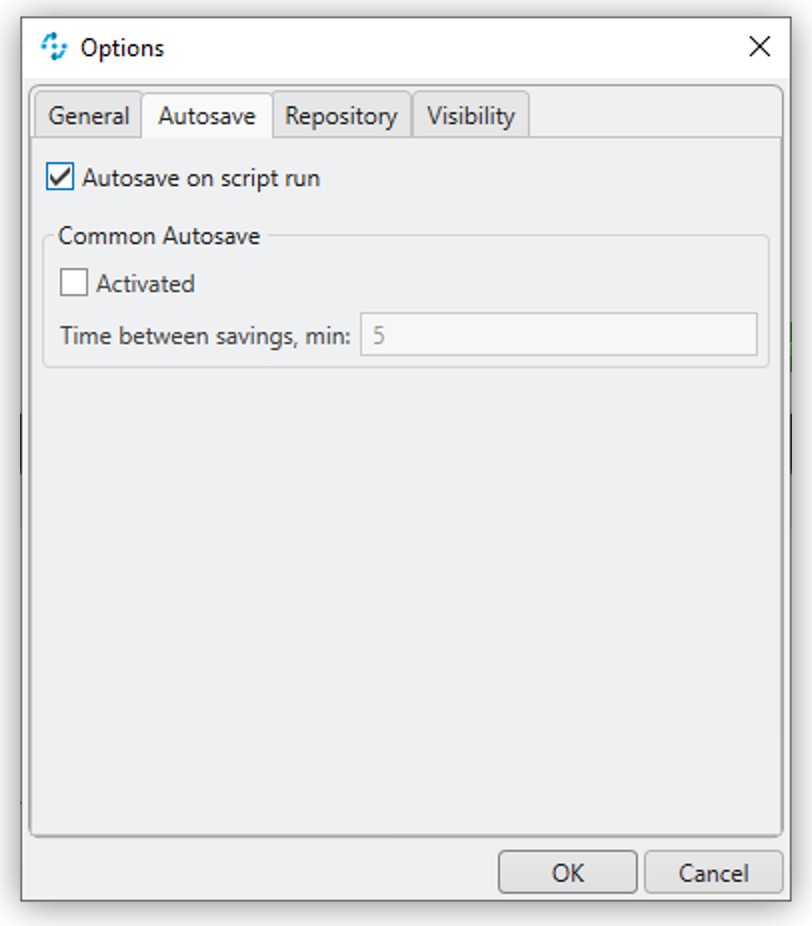 Options
General Autosave Repository Visibility
Autosave on script run
Common Autosave
Activated
Time between savings, min: 5
OK Cancel